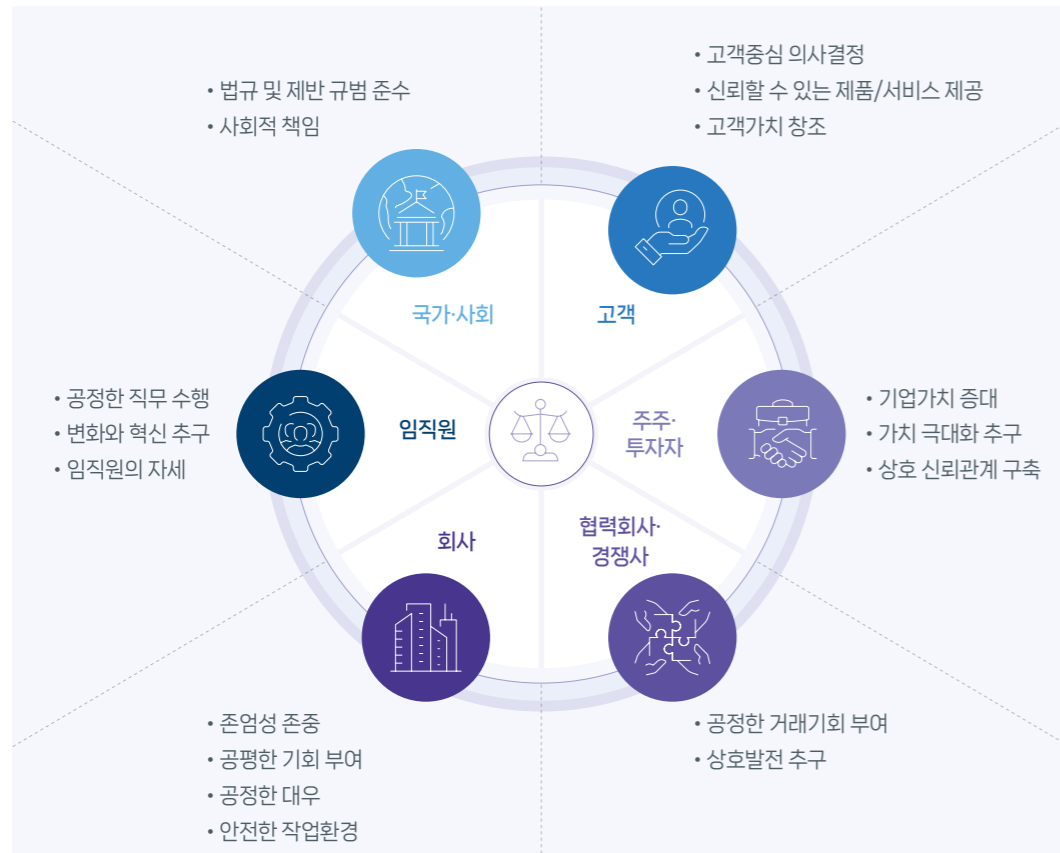 • 법규 및 제반 규범 준수
• 사회적 책임
• 고객중심 의사결정
• 신뢰할 수 있는 제품/서비스 제공
• 고객가치 창조
국가·사회
고객
• 공정한 직무 수행
• 변화와 혁신 추구
• 임직원의 자세
임직원
주주·
투자자
• 기업가치 증대
• 가치 극대화 추구
• 상호 신뢰관계 구축
회사
협력회사·
경쟁사
• 존엄성 존중
• 공평한 기회 부여
• 공정한 대우
• 안전한 작업환경
• 공정한 거래기회 부여
• 상호발전 추구